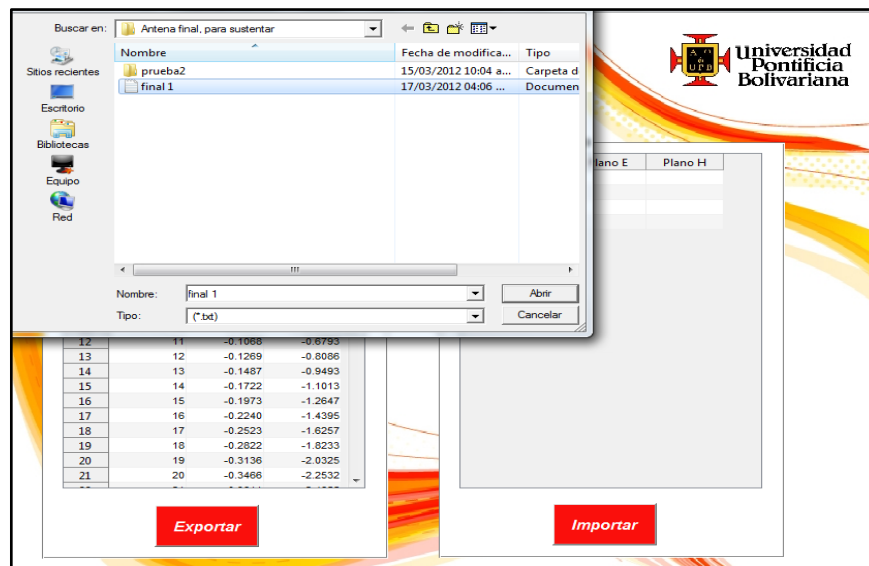 Buscar en: Antena final, para sustentar
Nombre Fecha de modifica... Tipo
Sitios recientes
prueba2 15/03/2012 10:04 a... Carpeta d
final 1 17/03/2012 04:06 ... Documen
Escritorio
Bibliotecas
Equipo
Red
Nombre: final 1 Abrir
Tipo: (*.txt) Cancelar
Universidad
Pontificia
Bolivariana
UPB
lano E Plano H
12 11 -0.1068 -0.6793
13 12 -0.1269 -0.8086
14 13 -0.1487 -0.9493
15 14 -0.1722 -1.1013
16 15 -0.1973 -1.2647
17 16 -0.2240 -1.4395
18 17 -0.2523 -1.6257
19 18 -0.2822 -1.8233
20 19 -0.3136 -2.0325
21 20 -0.3466 -2.2532
Exportar
Importar